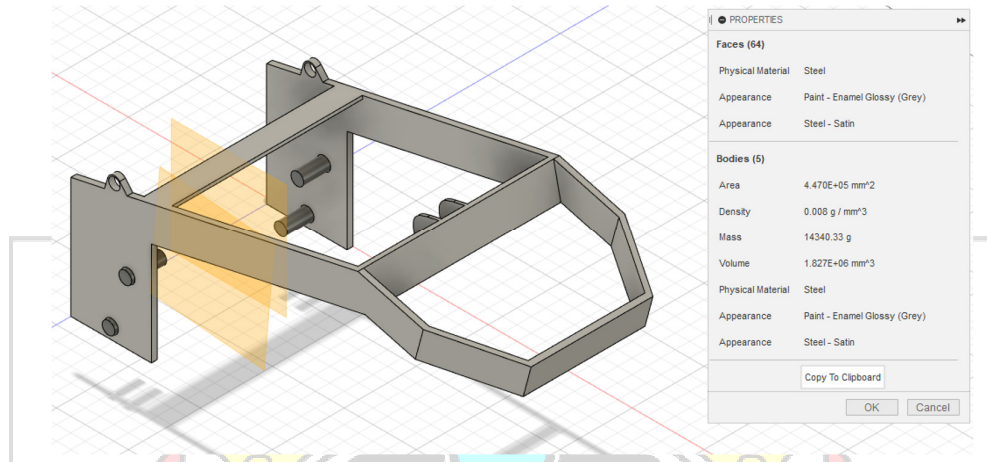 PROPERTIES
Faces (64)
Physical Material Steel
Appearance Paint - Enamel Glossy (Grey)
Appearance Steel - Satin
Bodies (5)
Area 4.470E+05 mm^2
Density 0.008 g / mm^3
Mass 14340.33 g
Volume 1.827E+06 mm^3
Physical Material Steel
Appearance Paint - Enamel Glossy (Grey)
Appearance Steel - Satin
Copy To Clipboard
OK Cancel